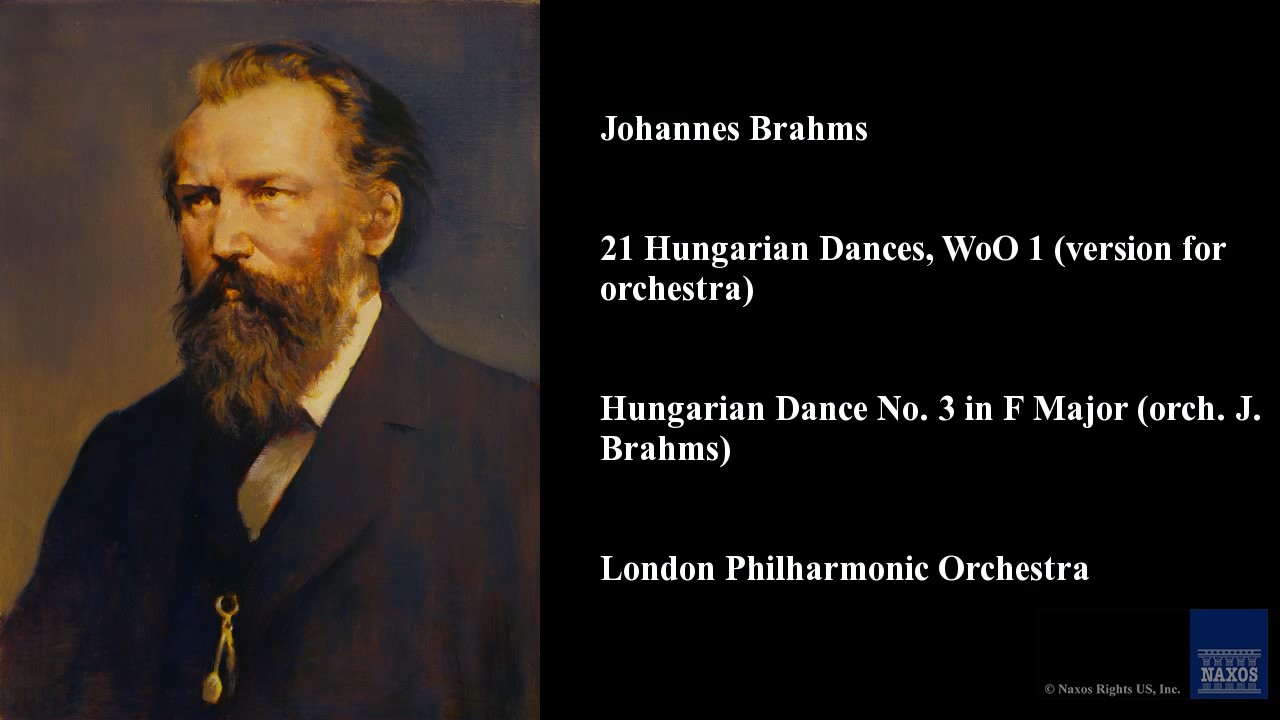 Johannes Brahms
21 Hungarian Dances, WoO 1 (version for
orchestra)
Hungarian Dance No. 3 in F Major (orch. J.
Brahms)
London Philharmonic Orchestra
© Naxos Rights US, Inc.
NAXOS